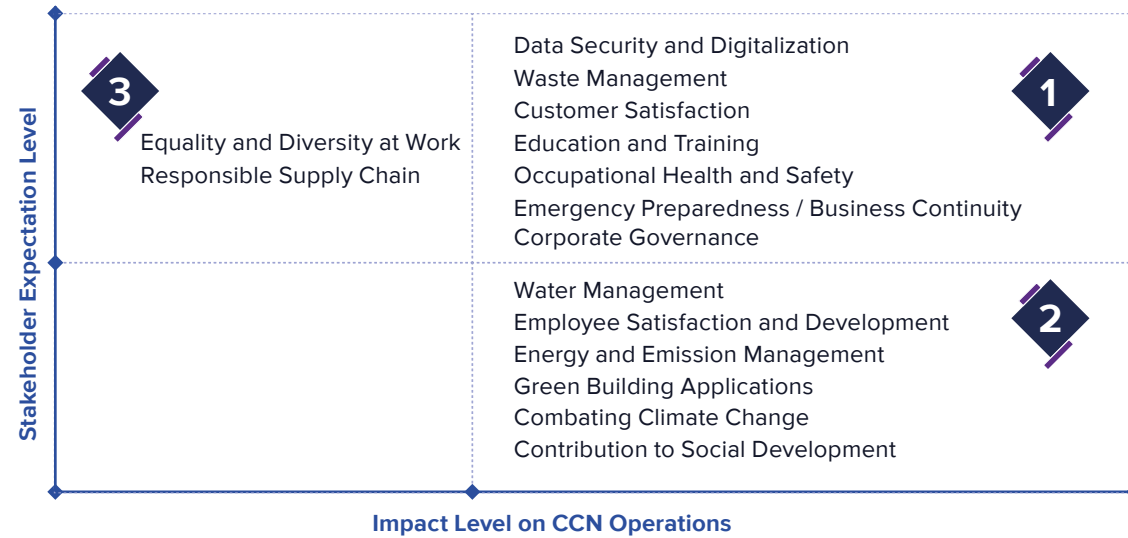 Stakeholder Expectation Level
3
Equality and Diversity at Work
Responsible Supply Chain
1
Data Security and Digitalization
Waste Management
Customer Satisfaction
Education and Training
Occupational Health and Safety
Emergency Preparedness / Business Continuity
Corporate Governance
2
Water Management
Employee Satisfaction and Development
Energy and Emission Management
Green Building Applications
Combating Climate Change
Contribution to Social Development
Impact Level on CCN Operations